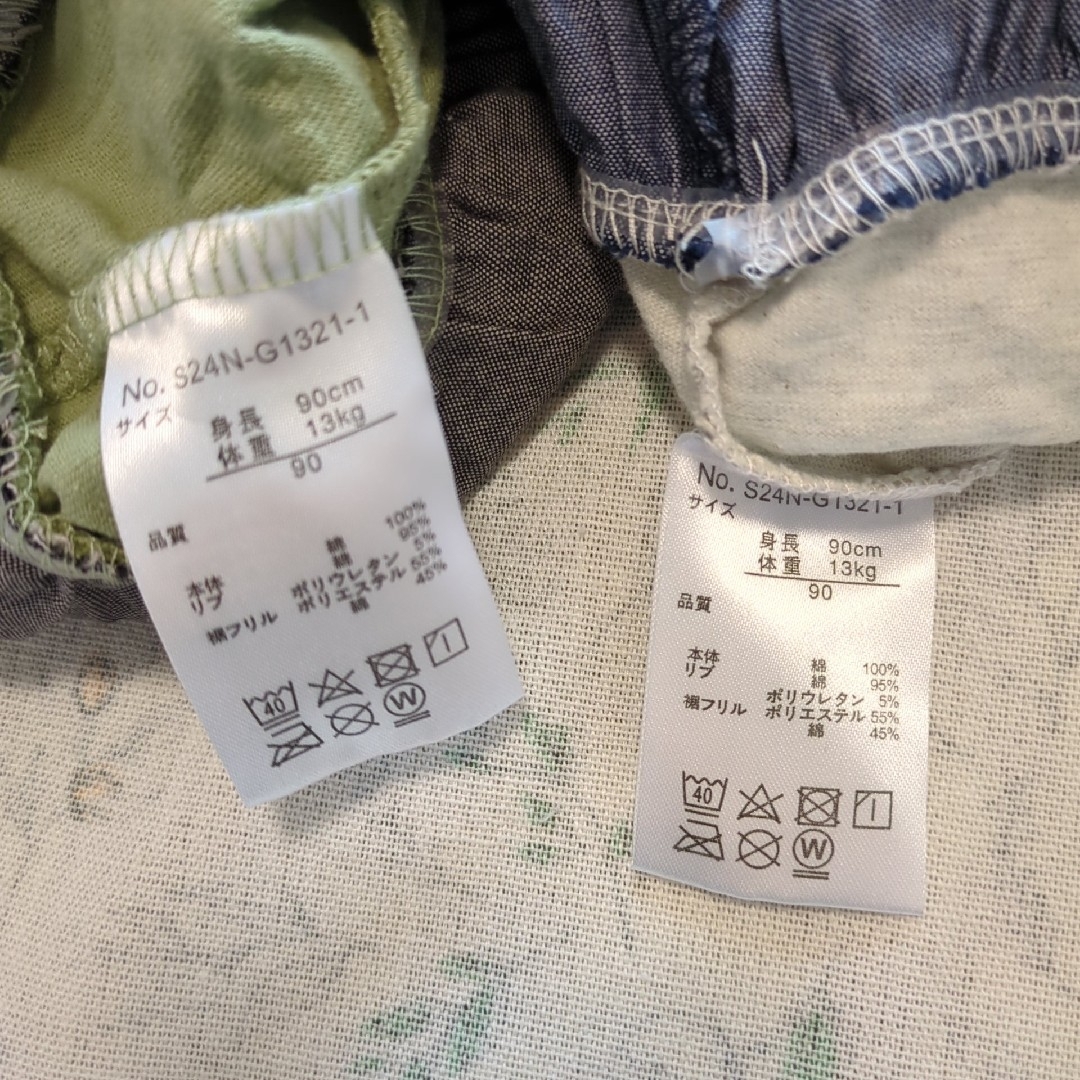 No. S24N-G1321-1
サイズ
身長 90cm
体重 13kg
90
品質
本体 綿 100%
リブ 綿 95%
ポリウレタン 5%
裾フリル ポリエステル 55%
綿 45%
40
W
No. S24N-G1321-1
サイズ
身長 90cm
体重 13kg
90
品質
本体 綿 100%
リブ 綿 95%
ポリウレタン 5%
裾フリル ポリエステル 55%
綿 45%
40
W